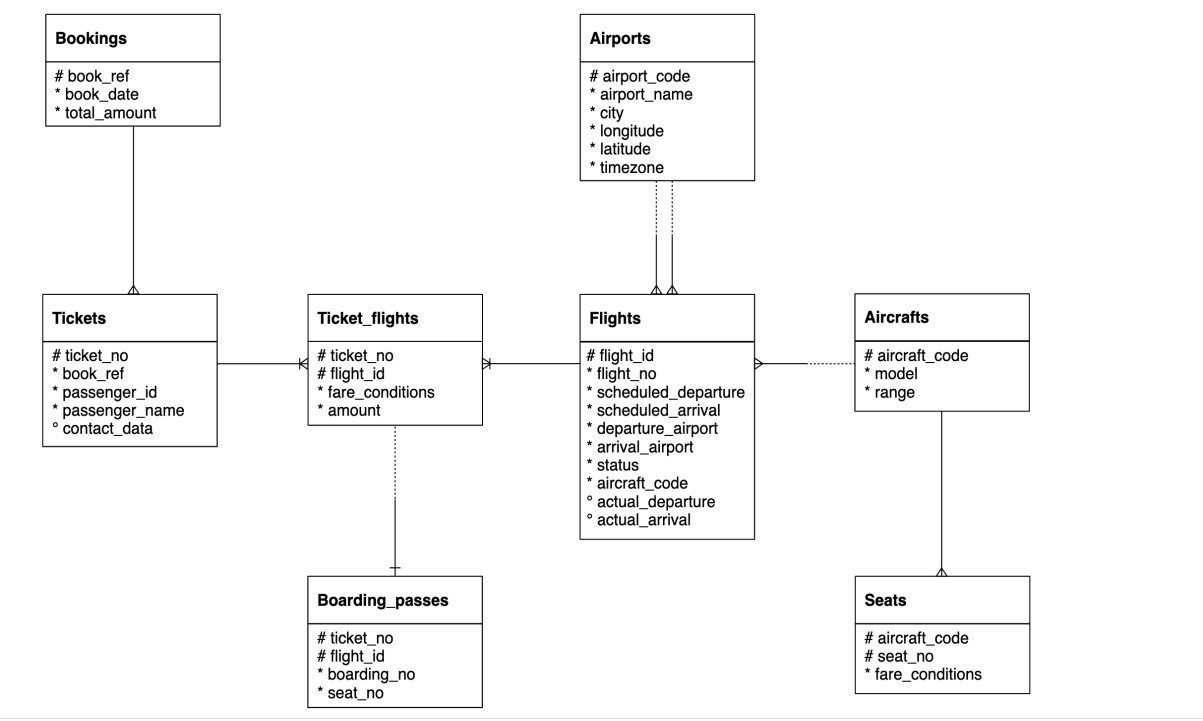 Bookings
# book_ref
* book_date
* total_amount
Airports
# airport_code
* airport_name
* city
* longitude
* latitude
* timezone
Tickets
# ticket_no
* book_ref
* passenger_id
* passenger_name
° contact_data
Ticket_flights
# ticket_no
# flight_id
* fare_conditions
* amount
Flights
# flight_id
* flight_no
* scheduled_departure
* scheduled_arrival
* departure_airport
* arrival_airport
* status
* aircraft_code
° actual_departure
° actual_arrival
Aircrafts
# aircraft_code
* model
* range
Boarding_passes
# ticket_no
# flight_id
* boarding_no
* seat_no
Seats
# aircraft_code
# seat_no
* fare_conditions